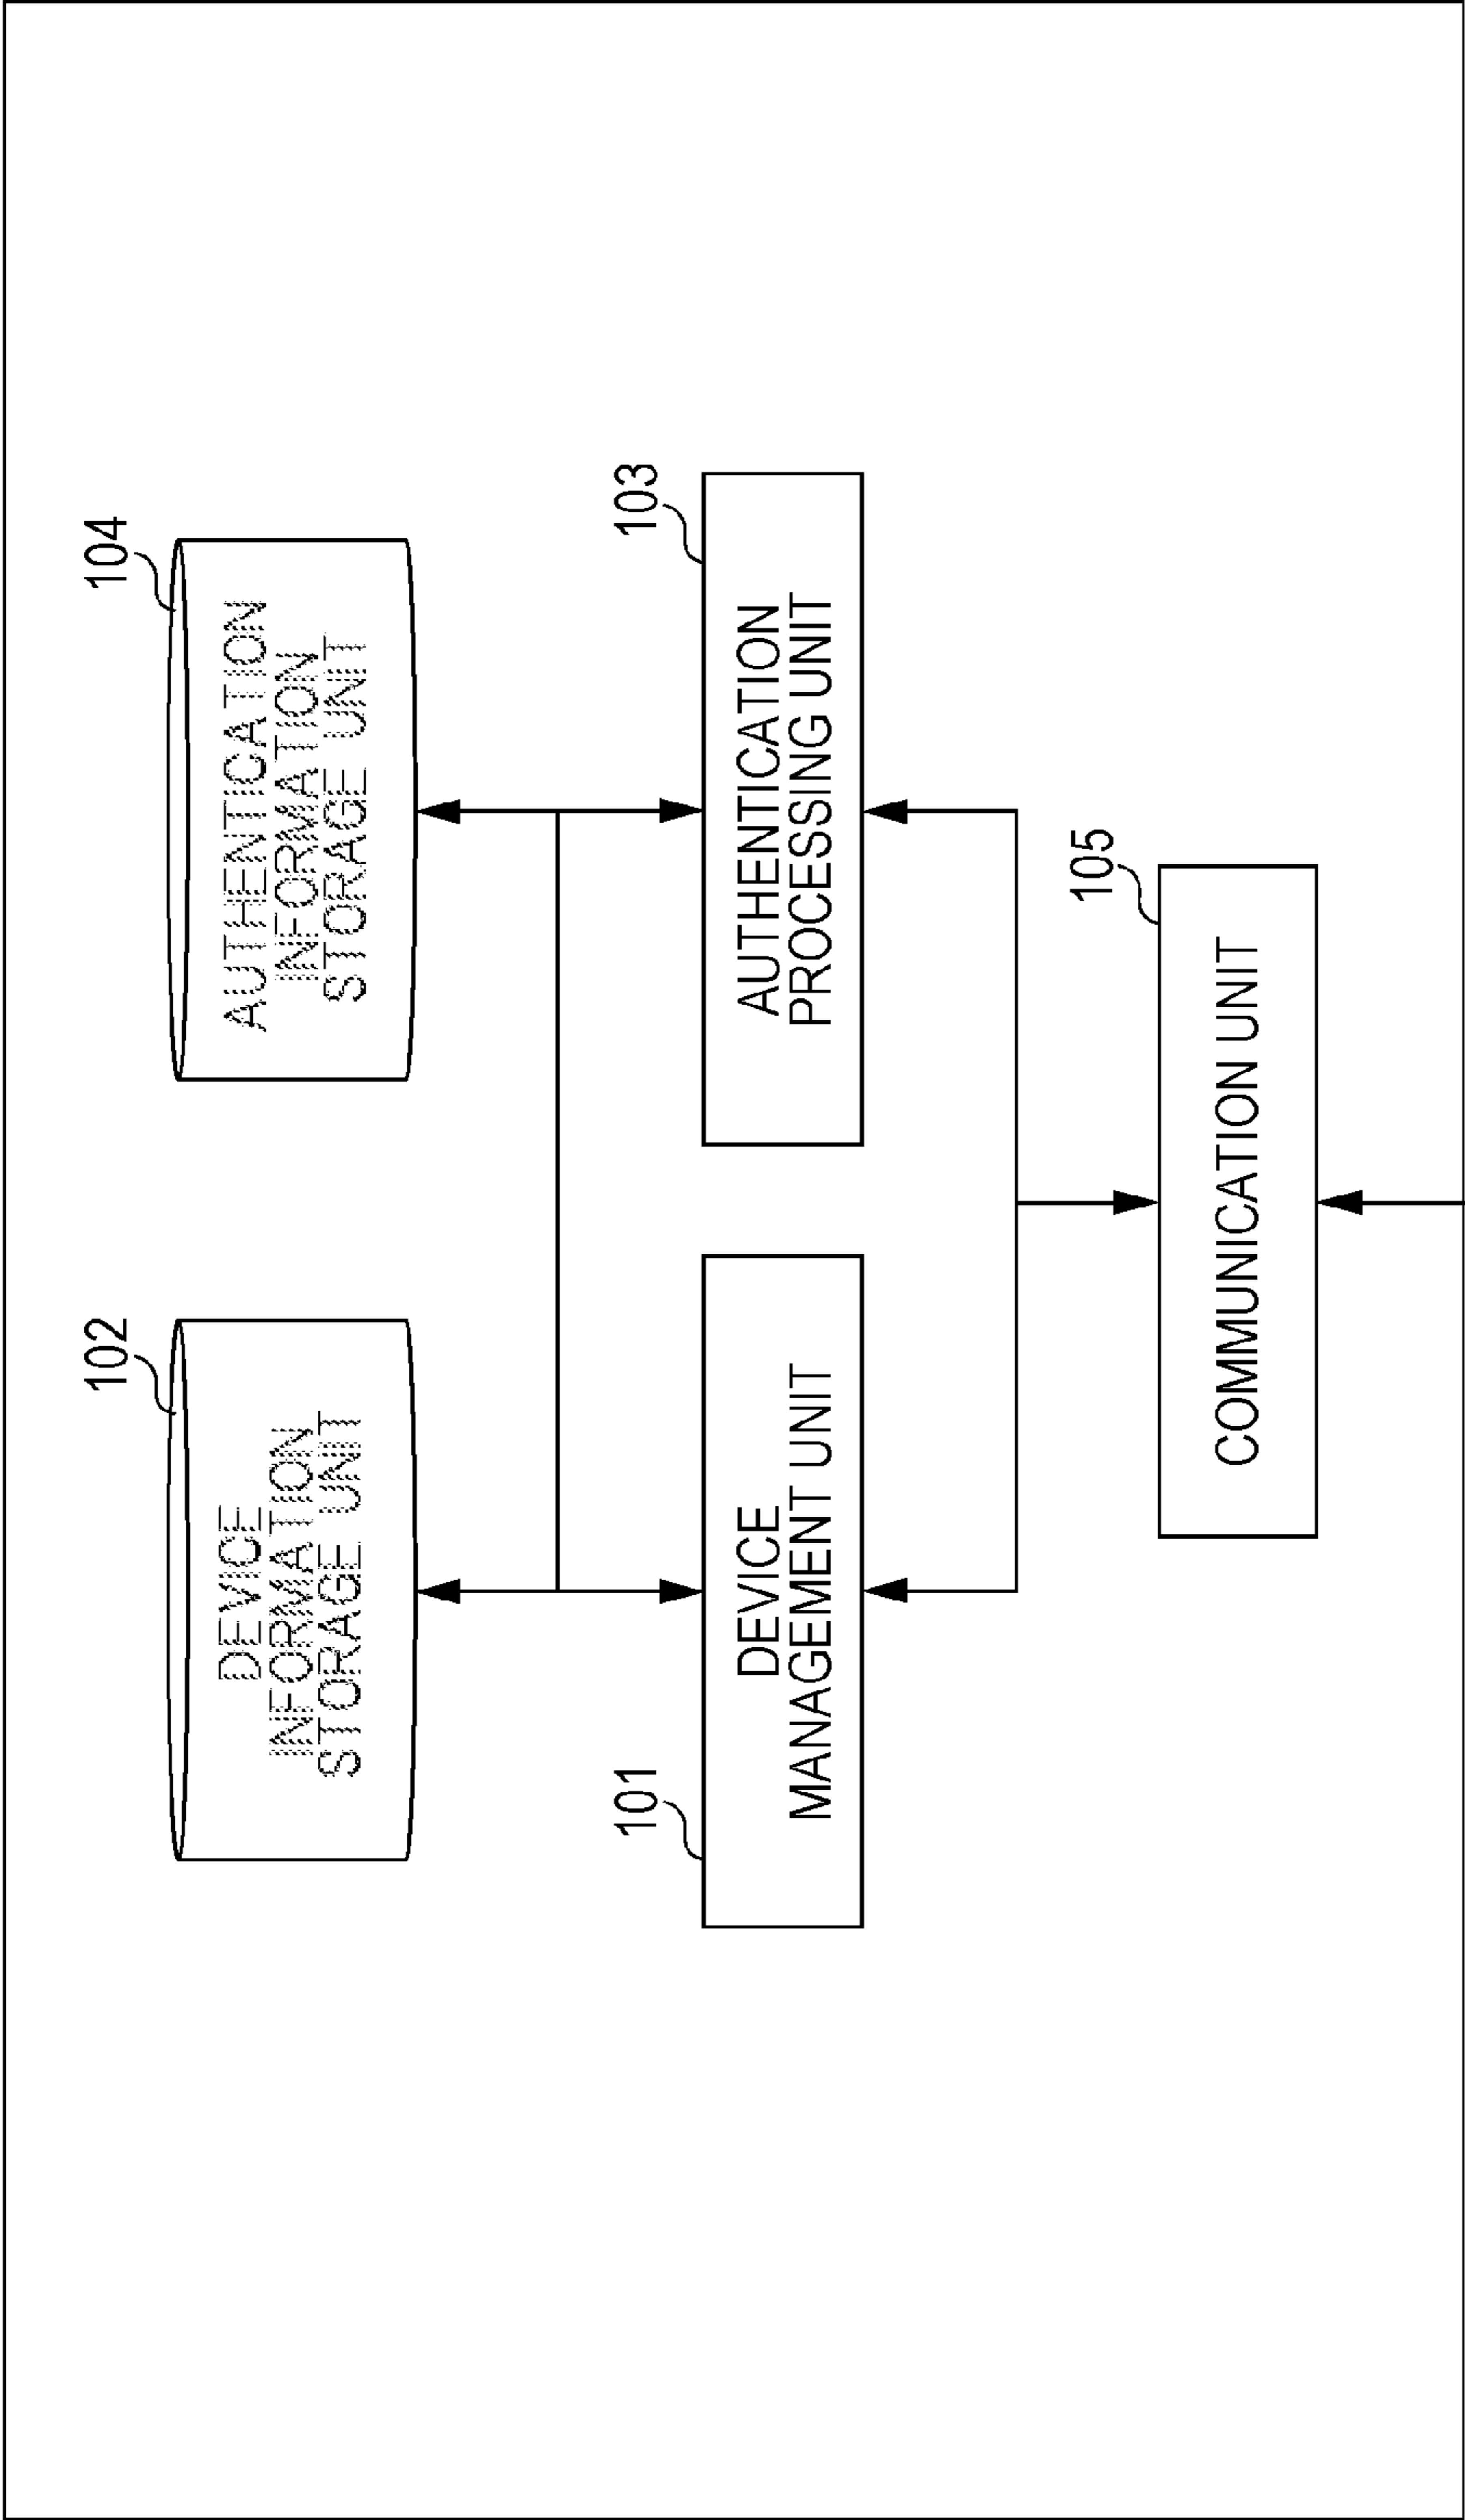 102
DEVICE
INFORMATION
STORAGE UNIT
104
AUTHENTICATION
INFORMATION
STORAGE UNIT
101
DEVICE
MANAGEMENT UNIT
103
AUTHENTICATION
PROCESSING UNIT
105
COMMUNICATION UNIT